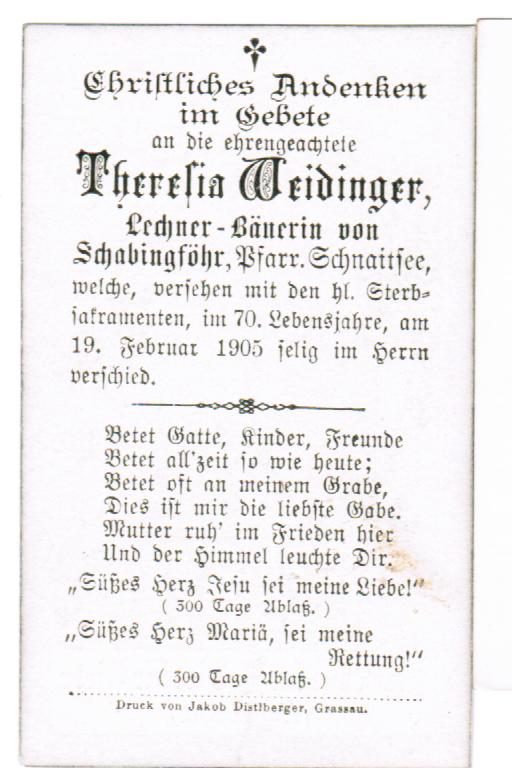 Christliches Andenken
im Gebete
an die ehrengeachtete
Theresia Weidinger,
Lechner-Bäuerin von
Schabingföhr, Pfarr. Schnaitsee,
welche, versehen mit den hl. Sterb=
sakramenten, im 70. Lebensjahre, am
19. Februar 1905 selig im Herrn
verschied.
Betet Gatte, Kinder, Freunde
Betet all'zeit so wie heute;
Betet oft an meinem Grabe,
Dies ist mir die liebste Gabe.
Mutter ruh' im Frieden hier
Und der Himmel leuchte Dir.
„Süßes Herz Jesu sei meine Liebe!“
( 300 Tage Ablaß. )
„Süßes Herz Mariä, sei meine
Rettung!“
( 300 Tage Ablaß. )
Druck von Jakob Distlberger, Grassau.